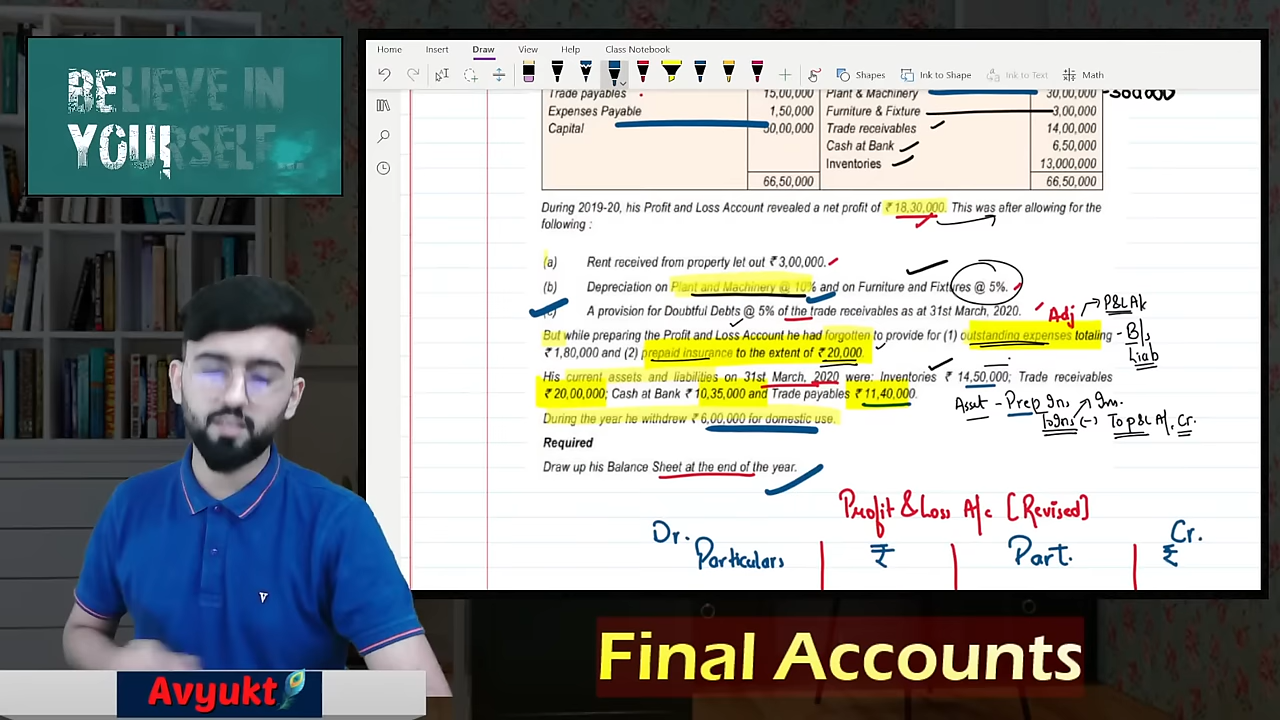 BELIEVE IN
YOURSELF...
Home Insert Draw View Help Class Notebook
Shapes Ink to Shape Ink to Text Math
Trade payables 15,00,000 Plant & Machinery 30,00,000 -300000
Expenses Payable 1,50,000 Furniture & Fixture 3,00,000
Capital 50,00,000 Trade receivables 14,00,000
Cash at Bank 6,50,000
Inventories 13,000,000
66,50,000 66,50,000
During 2019-20, his Profit and Loss Account revealed a net profit of ₹ 18,30,000. This was after allowing for the
following :
(a) Rent received from property let out ₹ 3,00,000.
(b) Depreciation on Plant and Machinery @ 10% and on Furniture and Fixtures @ 5%.
A provision for Doubtful Debts @ 5% of the trade receivables as at 31st March, 2020.
Adj P&L A/c
But while preparing the Profit and Loss Account he had forgotten to provide for (1) outstanding expenses totaling - B/s
Liab
₹ 1,80,000 and (2) prepaid insurance to the extent of ₹ 20,000.
His current assets and liabilities on 31st March, 2020 were: Inventories ₹ 14,50,000; Trade receivables
₹ 20,00,000; Cash at Bank ₹ 10,35,000 and Trade payables ₹ 11,40,000.
Asset - Prep Ins Ins.
To Ins (-) To P&L A/c Cr.
During the year he withdrew ₹ 6,00,000 for domestic use.
Required
Draw up his Balance Sheet at the end of the year.
Profit & Loss A/c [Revised]
Dr. Cr.
Particulars ₹ Part. ₹
Final Accounts
Avyukt